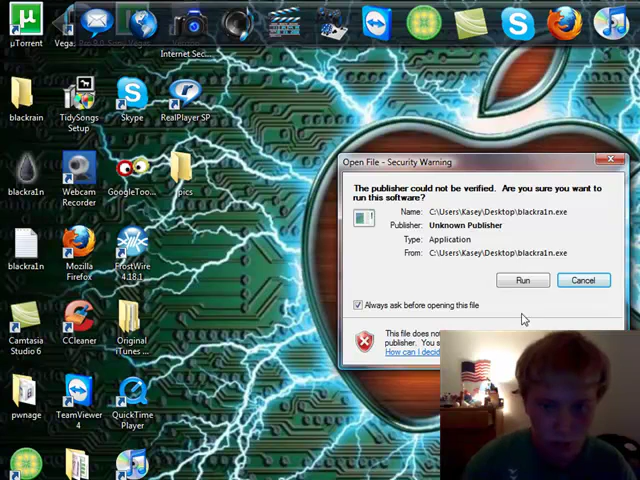 µTorrent
Vega
Pro 9.0
Sony Vegas
Internet Sec...
blackrain
TidySongs
Setup
Skype
RealPlayer SP
blackra1n
Webcam
Recorder
GoogleToo...
pics
blackra1n
Mozilla
Firefox
FrostWire
4.18.1
Camtasia
Studio 6
CCleaner
Original
iTunes ...
pwnage
TeamViewer
4
QuickTime
Player
Open File - Security Warning
The publisher could not be verified. Are you sure you want to
run this software?
Name: C:\Users\Kasey\Desktop\blackra1n.exe
Publisher: Unknown Publisher
Type: Application
From: C:\Users\Kasey\Desktop\blackra1n.exe
Run
Cancel
Always ask before opening this file
This file does not
publisher. You s
How can I decid